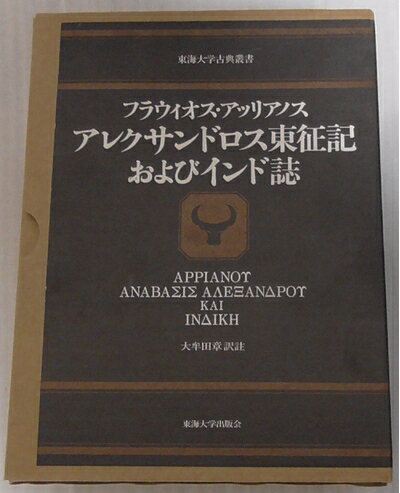 東海大学古典叢書
フラウィオス・アッリアノス
アレクサンドロス東征記
およびインド誌
ΑΡΡΙΑΝΟΥ
ΑΝΑΒΑΣΙΣ ΑΛΕΞΑΝΔΡΟΥ
ΚΑΙ
ΙΝΔΙΚΗ
大牟田章訳註
東海大学出版会